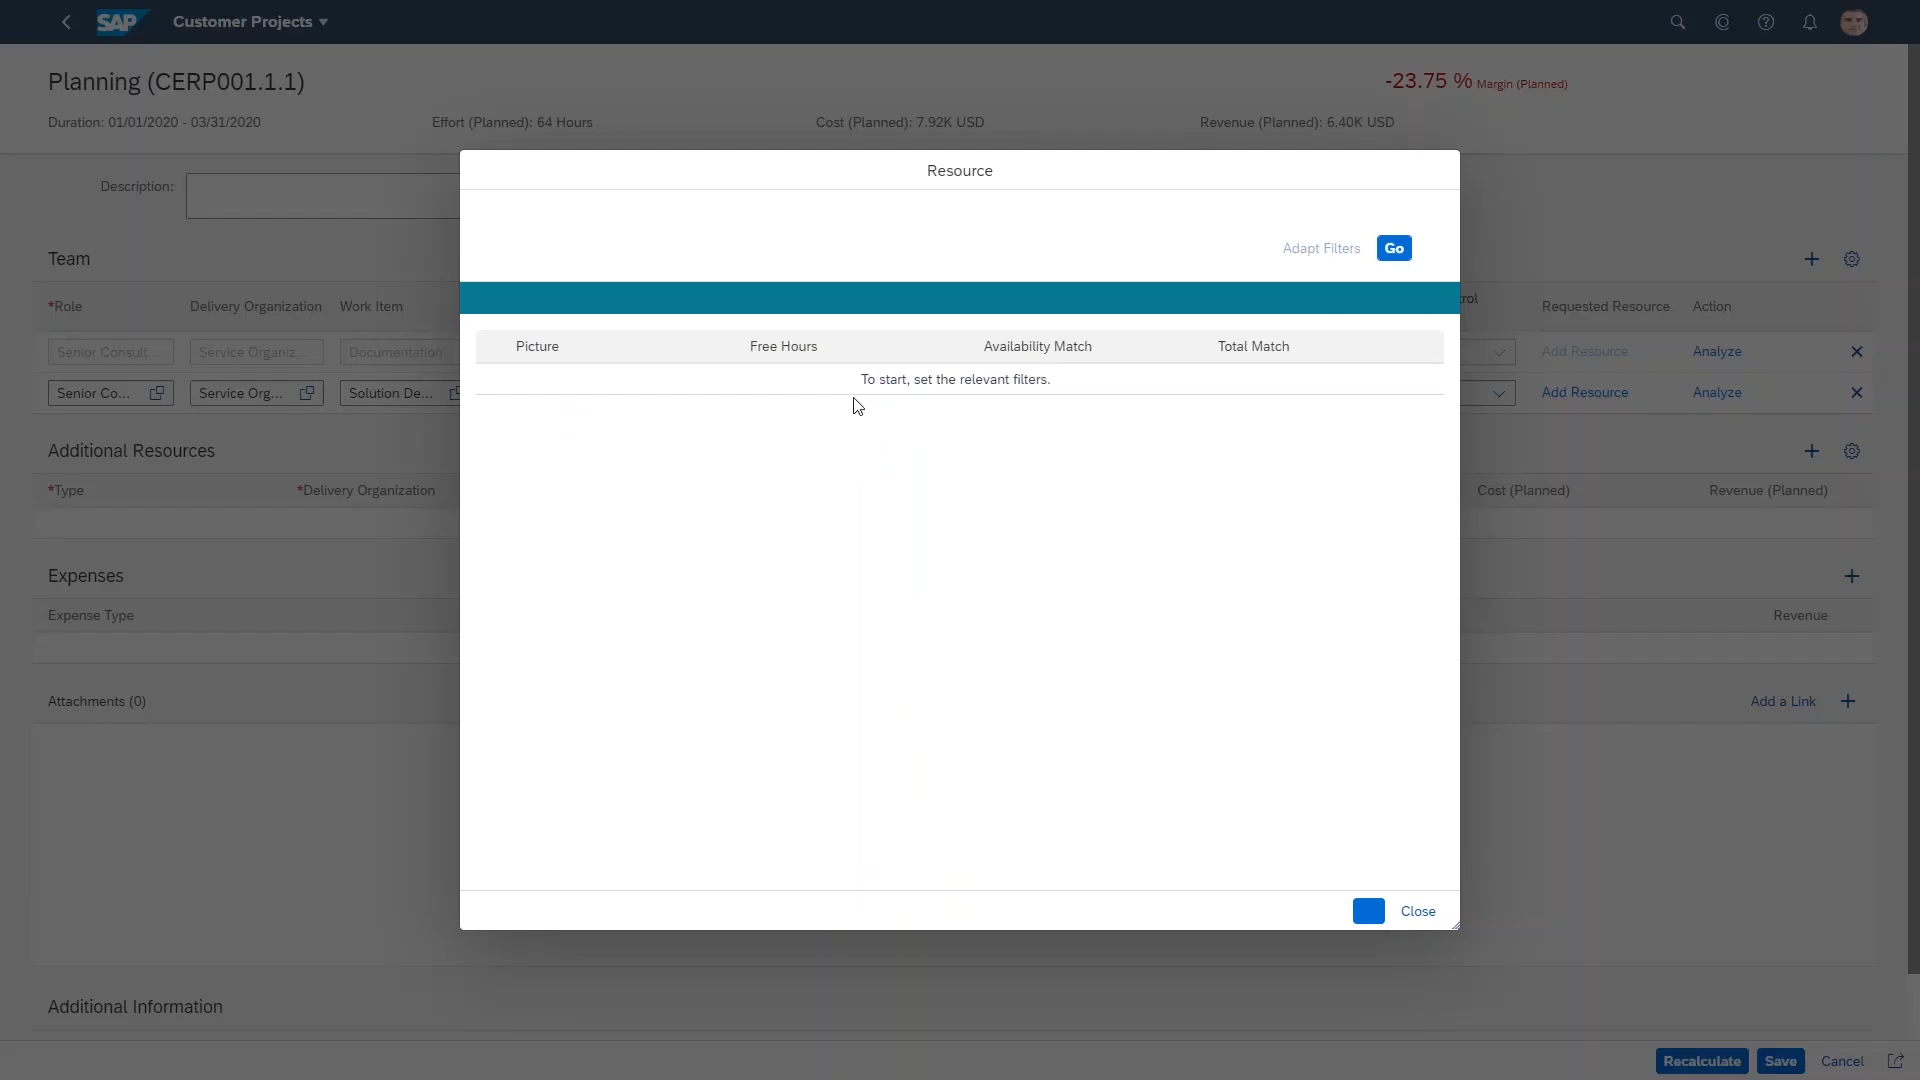 SAP Customer Projects
Planning (CERP001.1.1)
-23.75 % Margin (Planned)
Duration: 01/01/2020 - 03/31/2020 Effort (Planned): 64 Hours Cost (Planned): 7.92K USD Revenue (Planned): 6.40K USD
Resource
Description:
Adapt Filters Go
Team
*Role Delivery Organization Work Item trol Requested Resource Action
Picture Free Hours Availability Match Total Match
Senior Consult... Service Organiz... Documentation Add Resource Analyze
To start, set the relevant filters.
Senior Co... Service Org... Solution De... Add Resource Analyze
Additional Resources
*Type *Delivery Organization Cost (Planned) Revenue (Planned)
Expenses
Expense Type Revenue
Attachments (0) Add a Link
Close
Additional Information
Recalculate Save Cancel